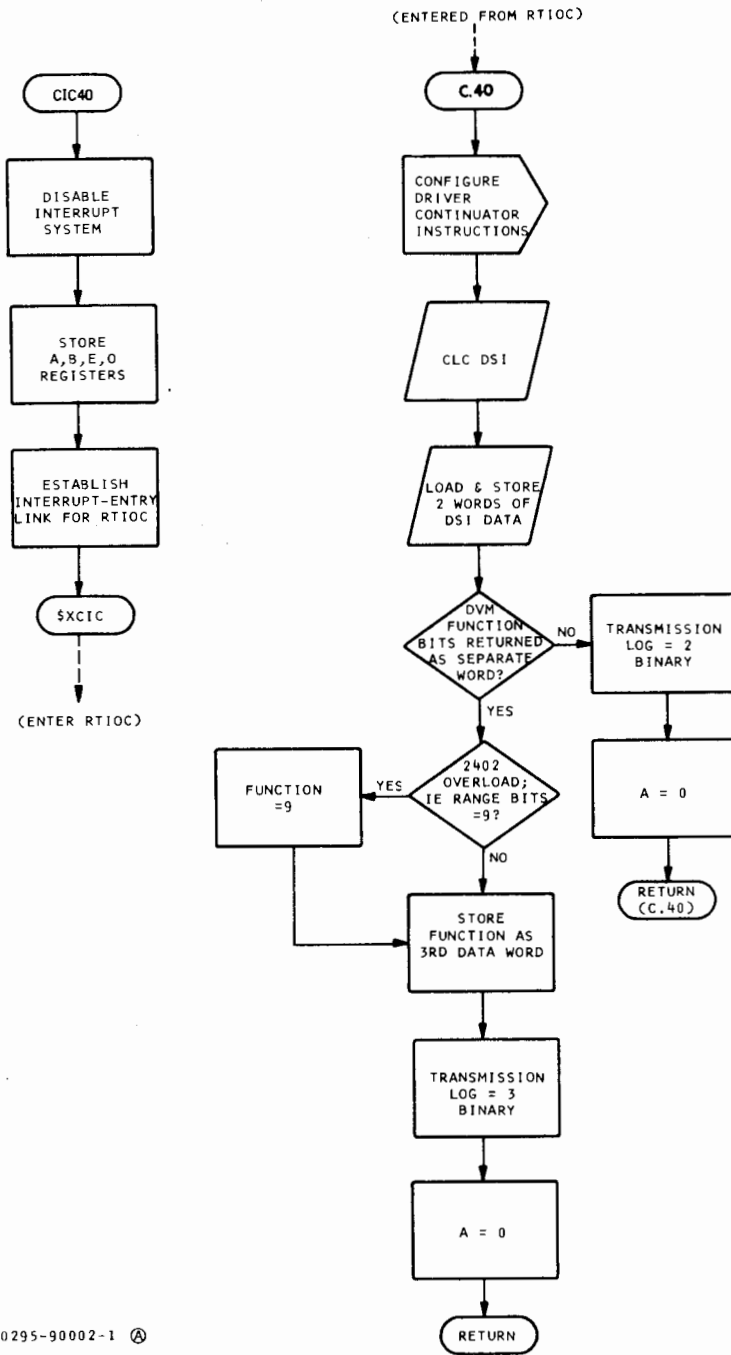 (ENTERED FROM RTIOC)
CIC40
DISABLE
INTERRUPT
SYSTEM
STORE
A,B,E,O
REGISTERS
ESTABLISH
INTERRUPT-ENTRY
LINK FOR RTIOC
$XCIC
(ENTER RTIOC)
C.40
CONFIGURE
DRIVER
CONTINUATOR
INSTRUCTIONS
CLC DSI
LOAD & STORE
2 WORDS OF
DSI DATA
DVM
FUNCTION
BITS RETURNED
AS SEPARATE
WORD?
NO
TRANSMISSION
LOG = 2
BINARY
A = 0
RETURN
(C.40)
YES
2402
OVERLOAD;
IE RANGE BITS
=9?
YES
FUNCTION
=9
NO
STORE
FUNCTION AS
3RD DATA WORD
TRANSMISSION
LOG = 3
BINARY
A = 0
RETURN
0295-90002-1 Ⓐ